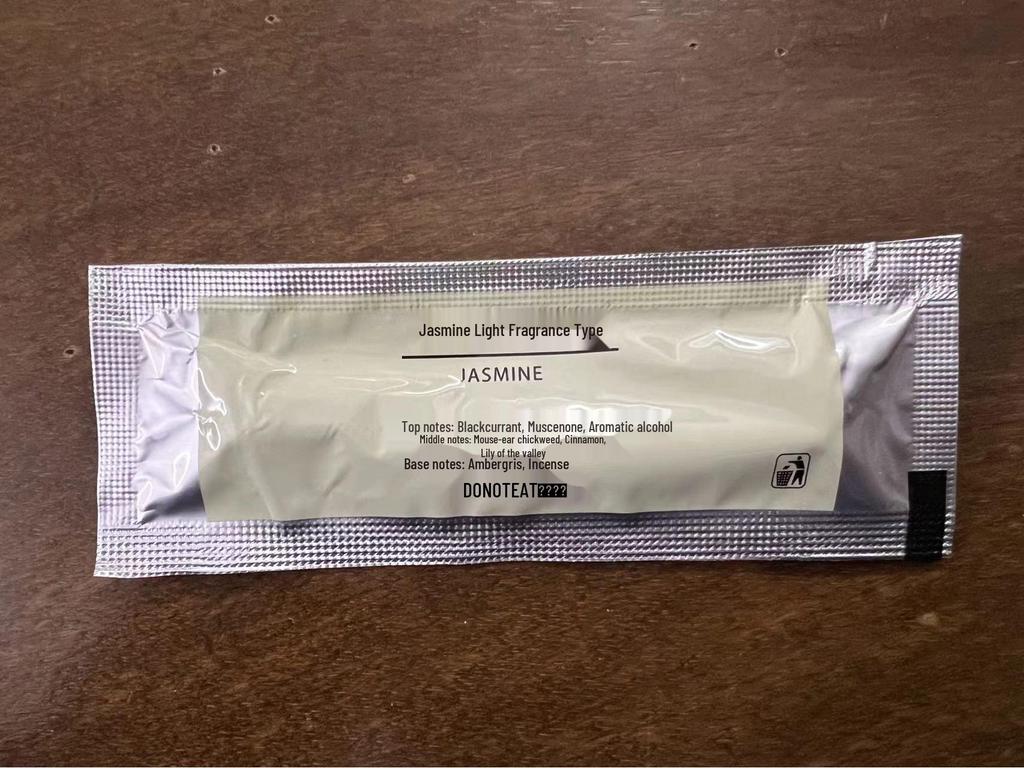 Jasmine Light Fragrance Type
JASMINE
Top notes: Blackcurrant, Muscenone, Aromatic alcohol
Middle notes: Mouse-ear chickweed, Cinnamon,
Lily of the valley
Base notes: Ambergris, Incense
DONOTEAT????